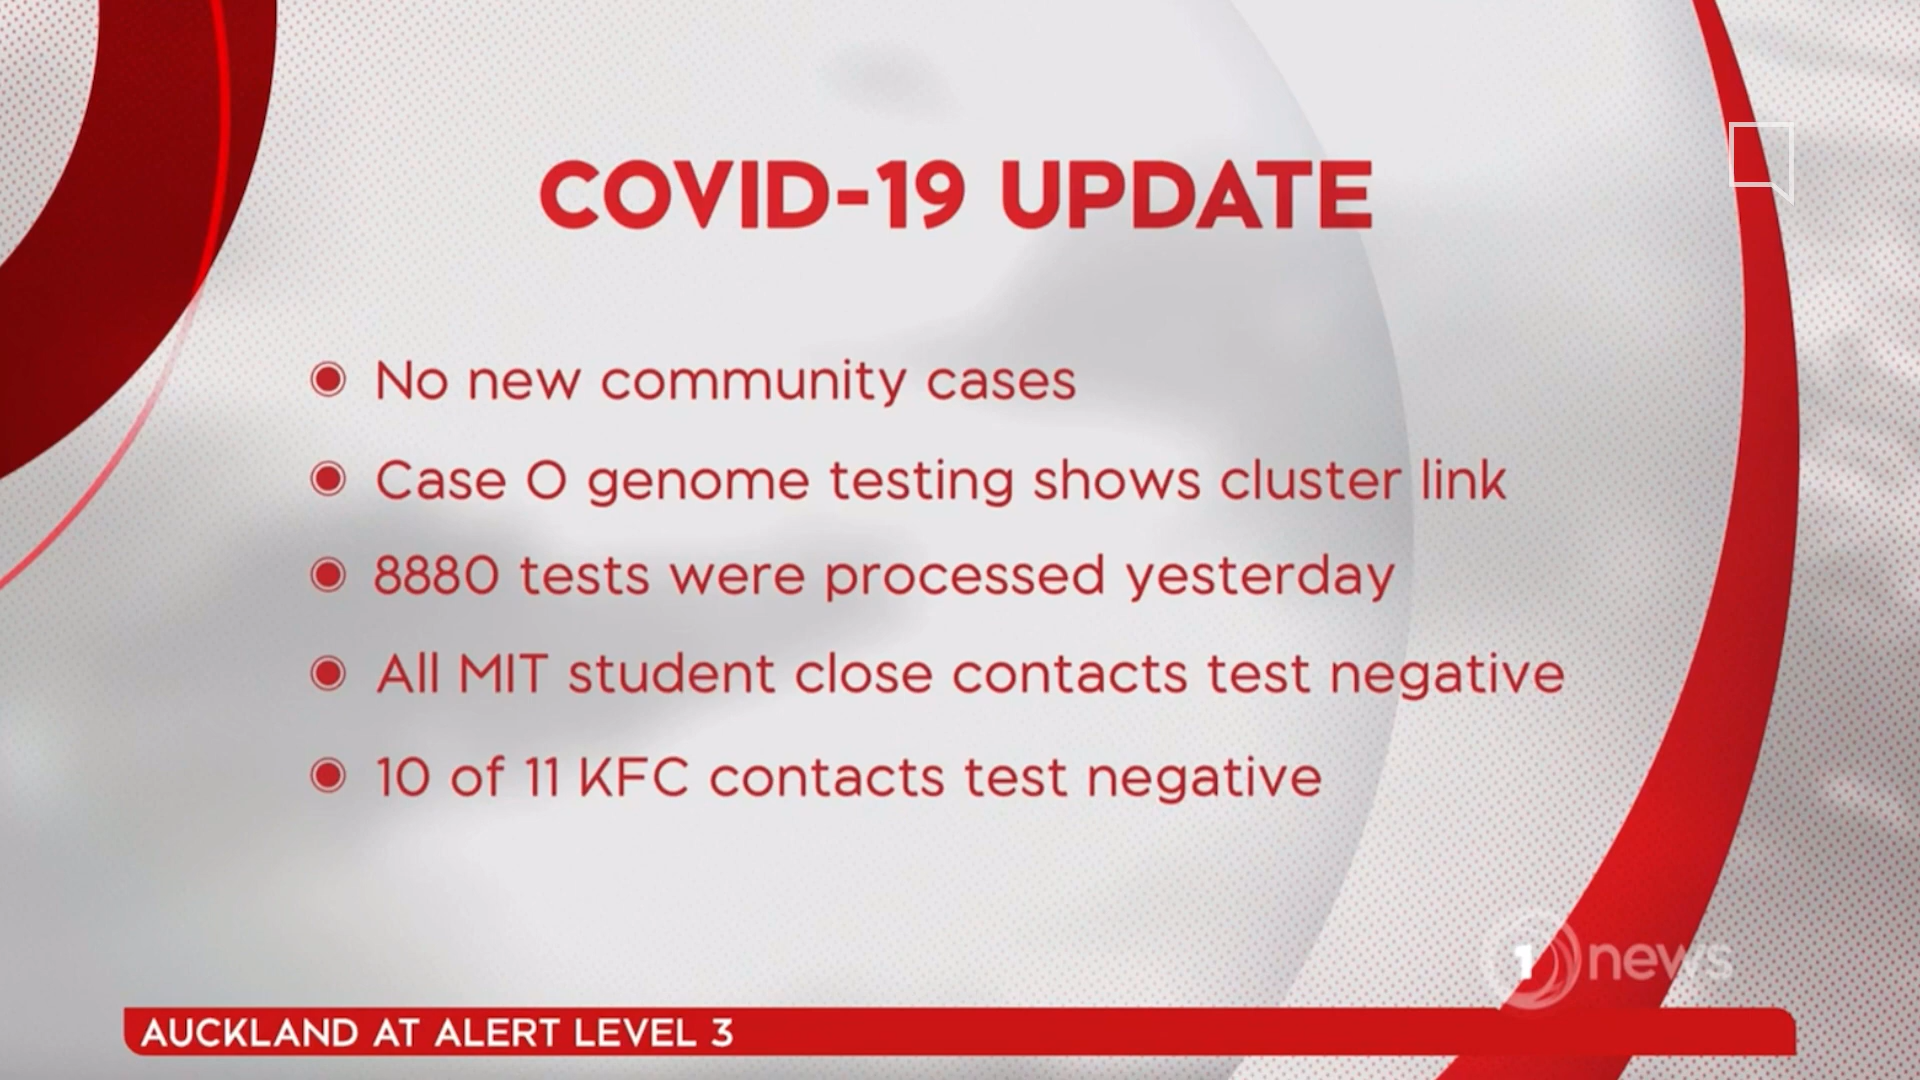 COVID-19 UPDATE
No new community cases
Case O genome testing shows cluster link
8880 tests were processed yesterday
All MIT student close contacts test negative
10 of 11 KFC contacts test negative
1 news
AUCKLAND AT ALERT LEVEL 3